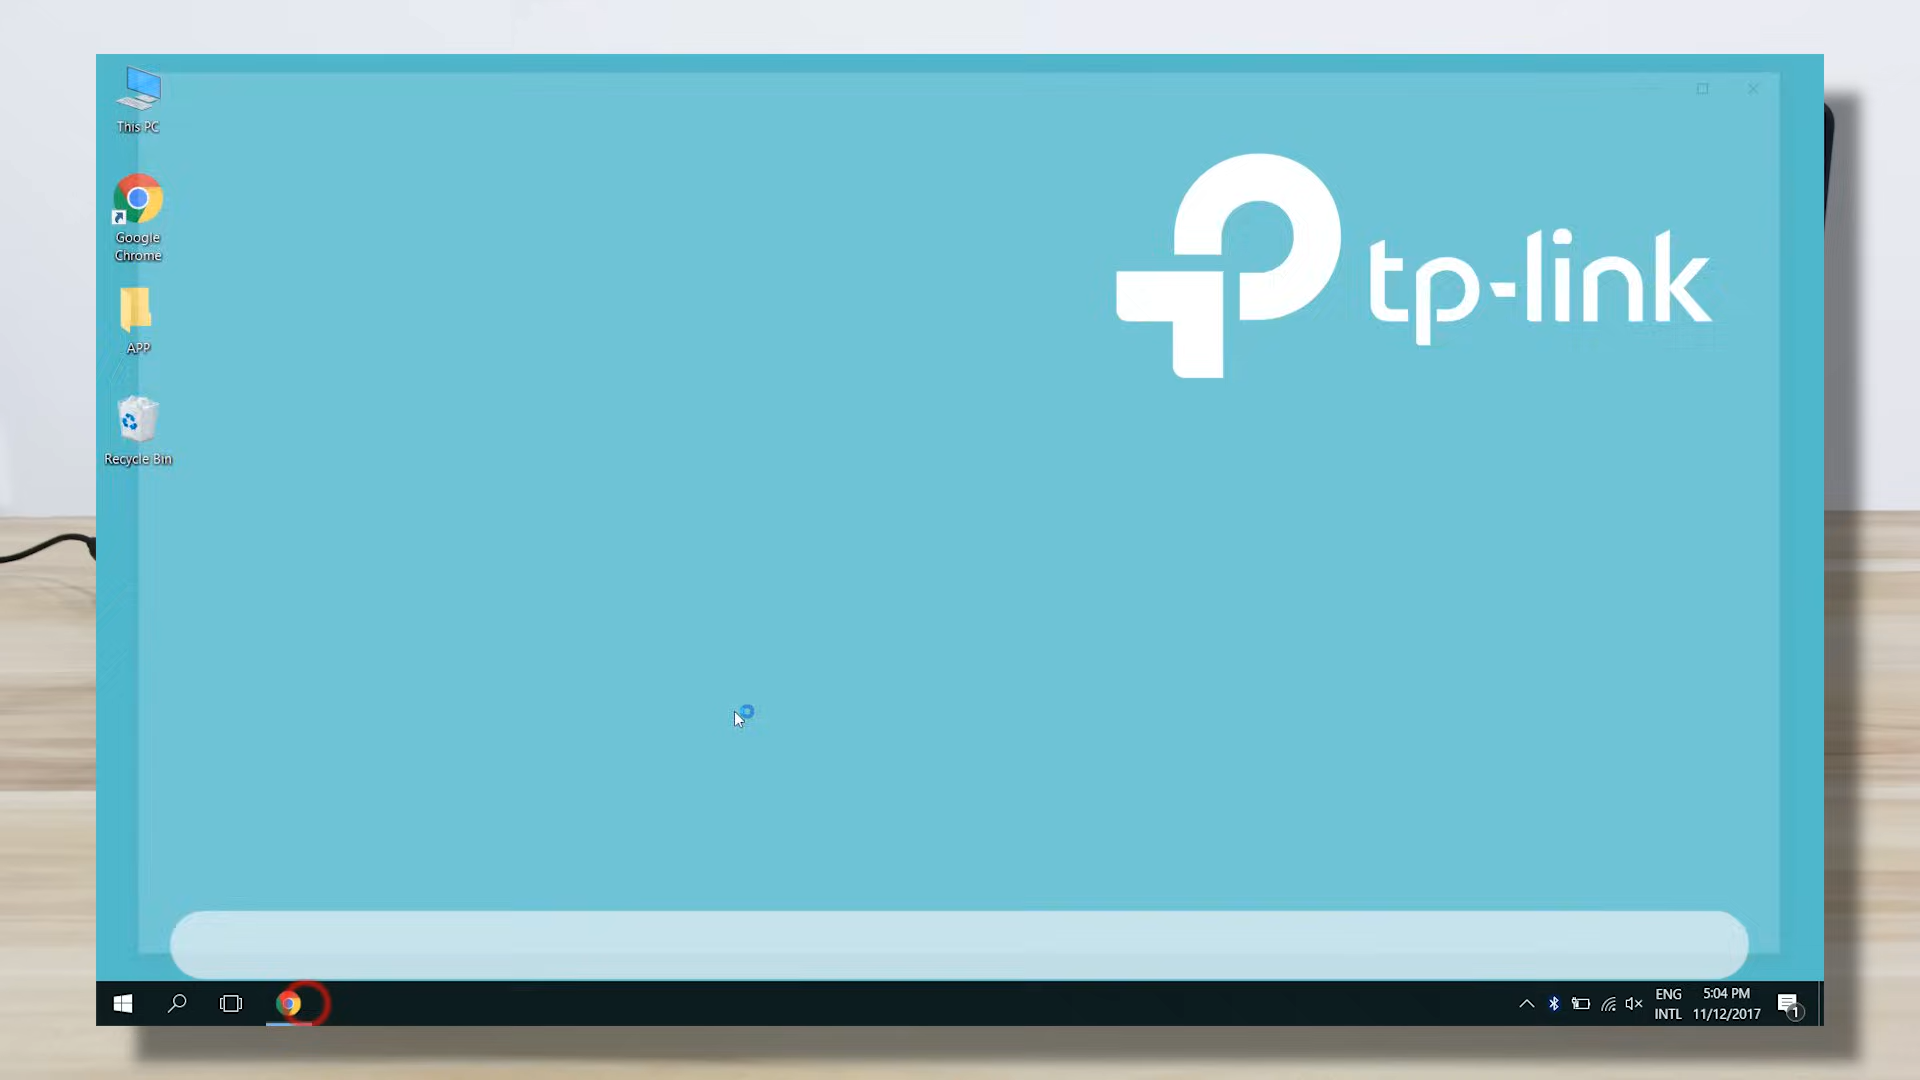 This PC
Google
Chrome
APP
Recycle Bin
tp-link
ENG
INTL
5:04 PM
11/12/2017
1